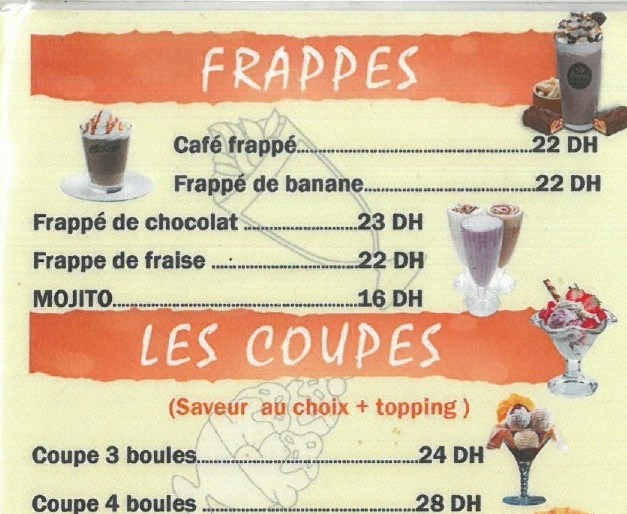 FRAPPES
Café frappé..............................22 DH
Frappé de banane......................22 DH
Frappé de chocolat ..............23 DH
Frappe de fraise ..................22 DH
MOJITO..............................16 DH
LES COUPES
(Saveur au choix + topping )
Coupe 3 boules...........................24 DH
Coupe 4 boules ..........................28 DH